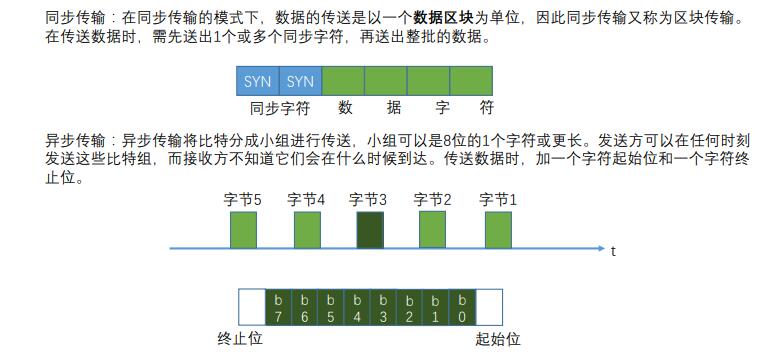 同步传输：在同步传输的模式下，数据的传送是以一个数据区块为单位，因此同步传输又称为区块传输。
在传送数据时，需先送出1个或多个同步字符，再送出整批的数据。
SYN SYN
同步字符 数 据 字 符
异步传输：异步传输将比特分成小组进行传送，小组可以是8位的1个字符或更长。发送方可以在任何时刻
发送这些比特组，而接收方不知道它们会在什么时候到达。传送数据时，加一个字符起始位和一个字符终
止位。
字节5 字节4 字节3 字节2 字节1
t
b7 b6 b5 b4 b3 b2 b1 b0
终止位 起始位